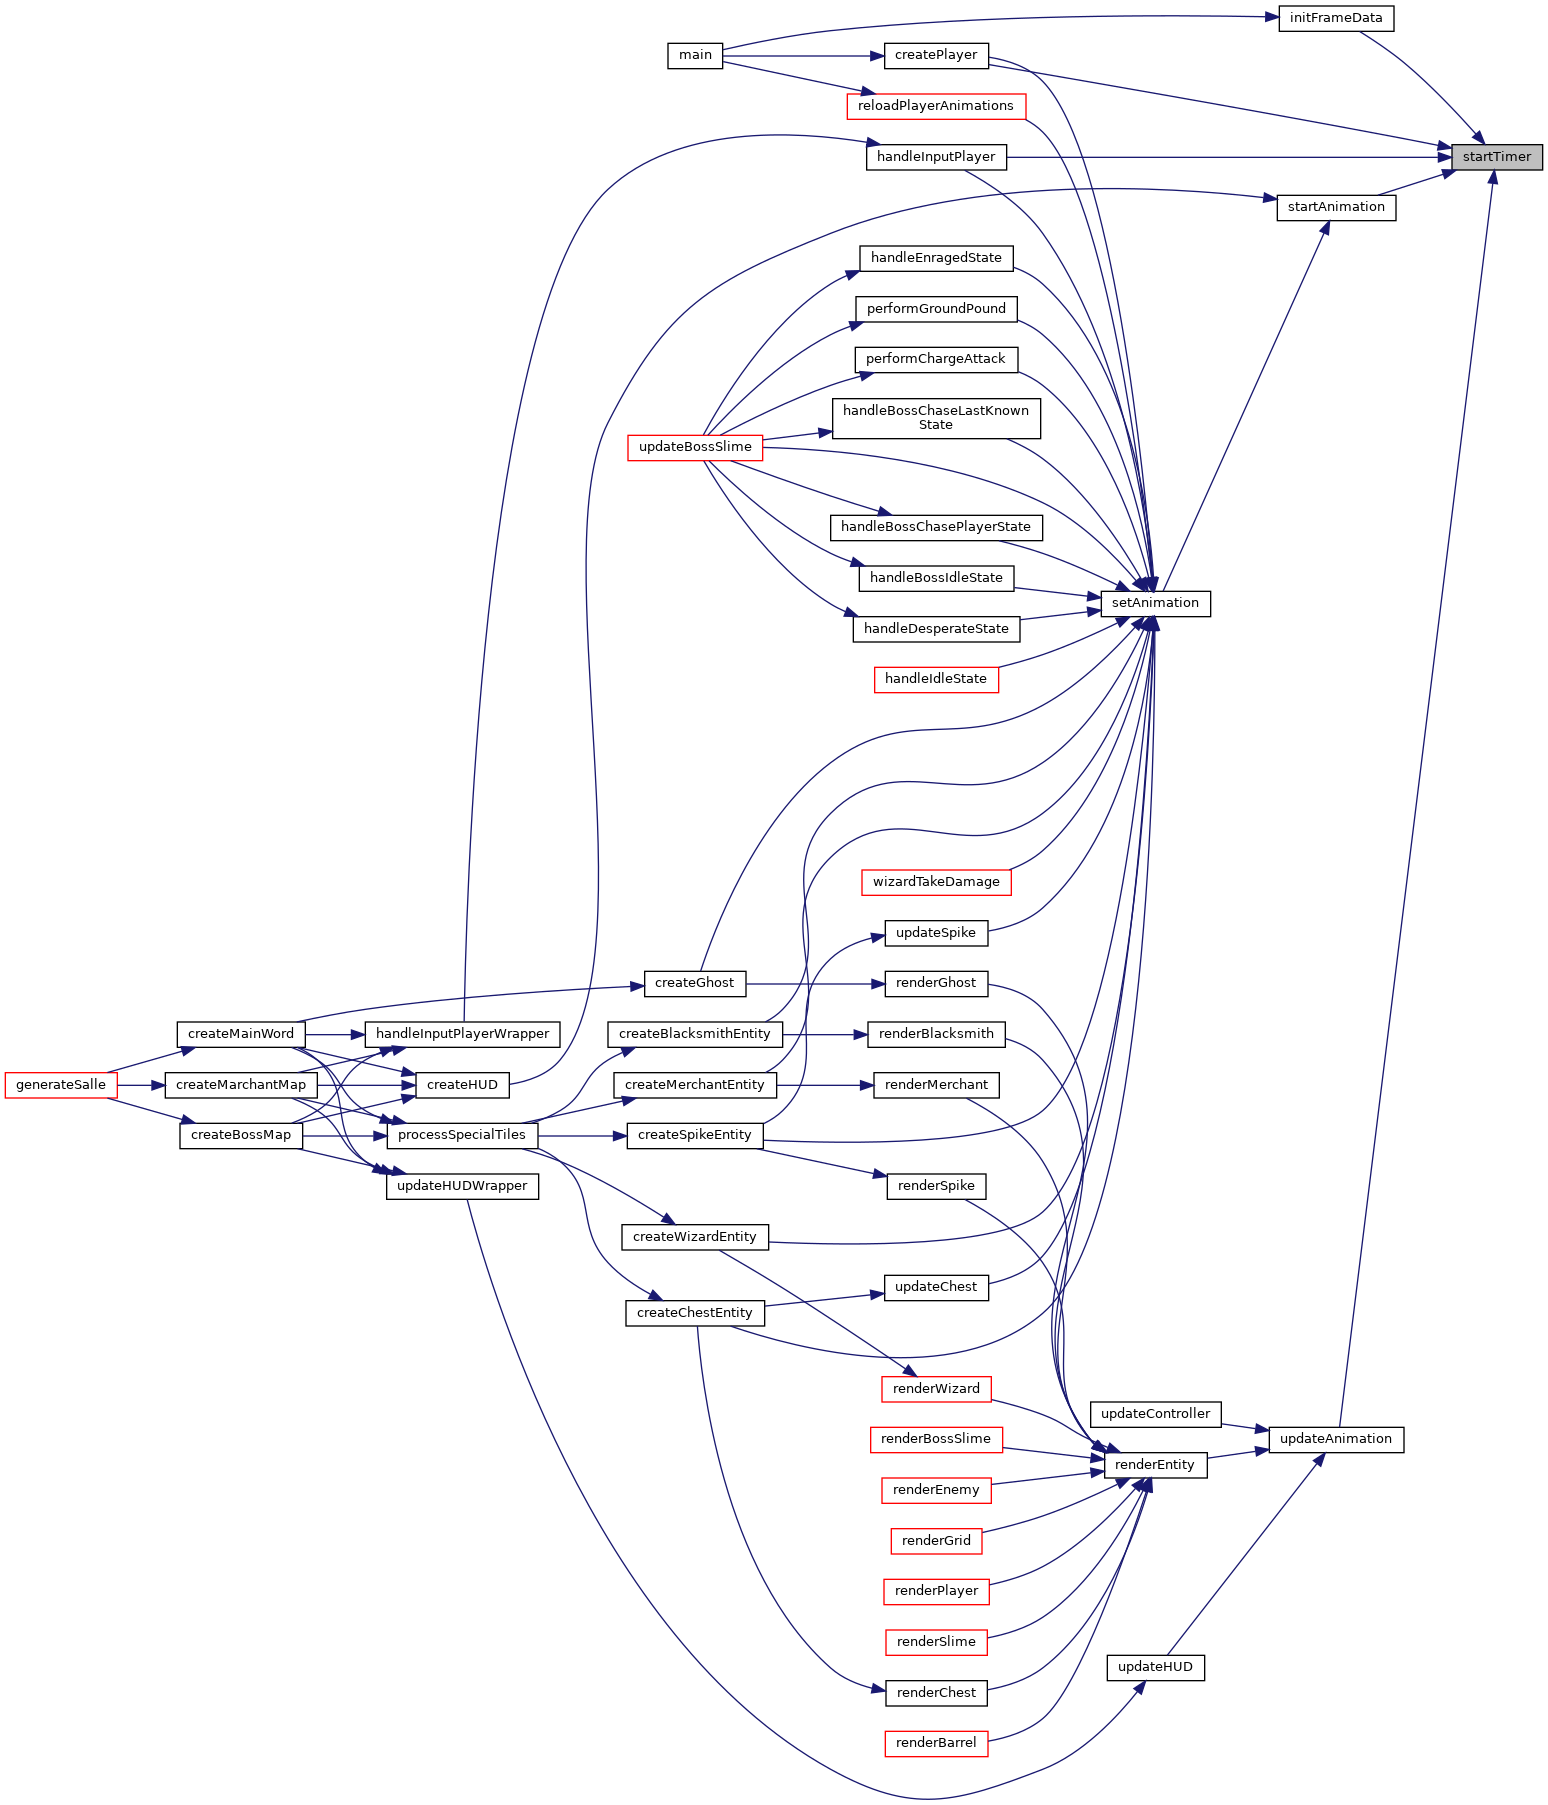 initFrameData
main
createPlayer
reloadPlayerAnimations
handleInputPlayer
startTimer
startAnimation
handleEnragedState
performGroundPound
performChargeAttack
handleBossChaseLastKnown
State
updateBossSlime
handleBossChasePlayerState
handleBossIdleState
setAnimation
handleDesperateState
handleIdleState
wizardTakeDamage
updateSpike
createGhost
renderGhost
createMainWord
handleInputPlayerWrapper
createBlacksmithEntity
renderBlacksmith
generateSalle
createMarchantMap
createHUD
createMerchantEntity
renderMerchant
createBossMap
processSpecialTiles
createSpikeEntity
updateHUDWrapper
renderSpike
createWizardEntity
updateChest
createChestEntity
renderWizard
updateController
renderBossSlime
updateAnimation
renderEntity
renderEnemy
renderGrid
renderPlayer
renderSlime
updateHUD
renderChest
renderBarrel